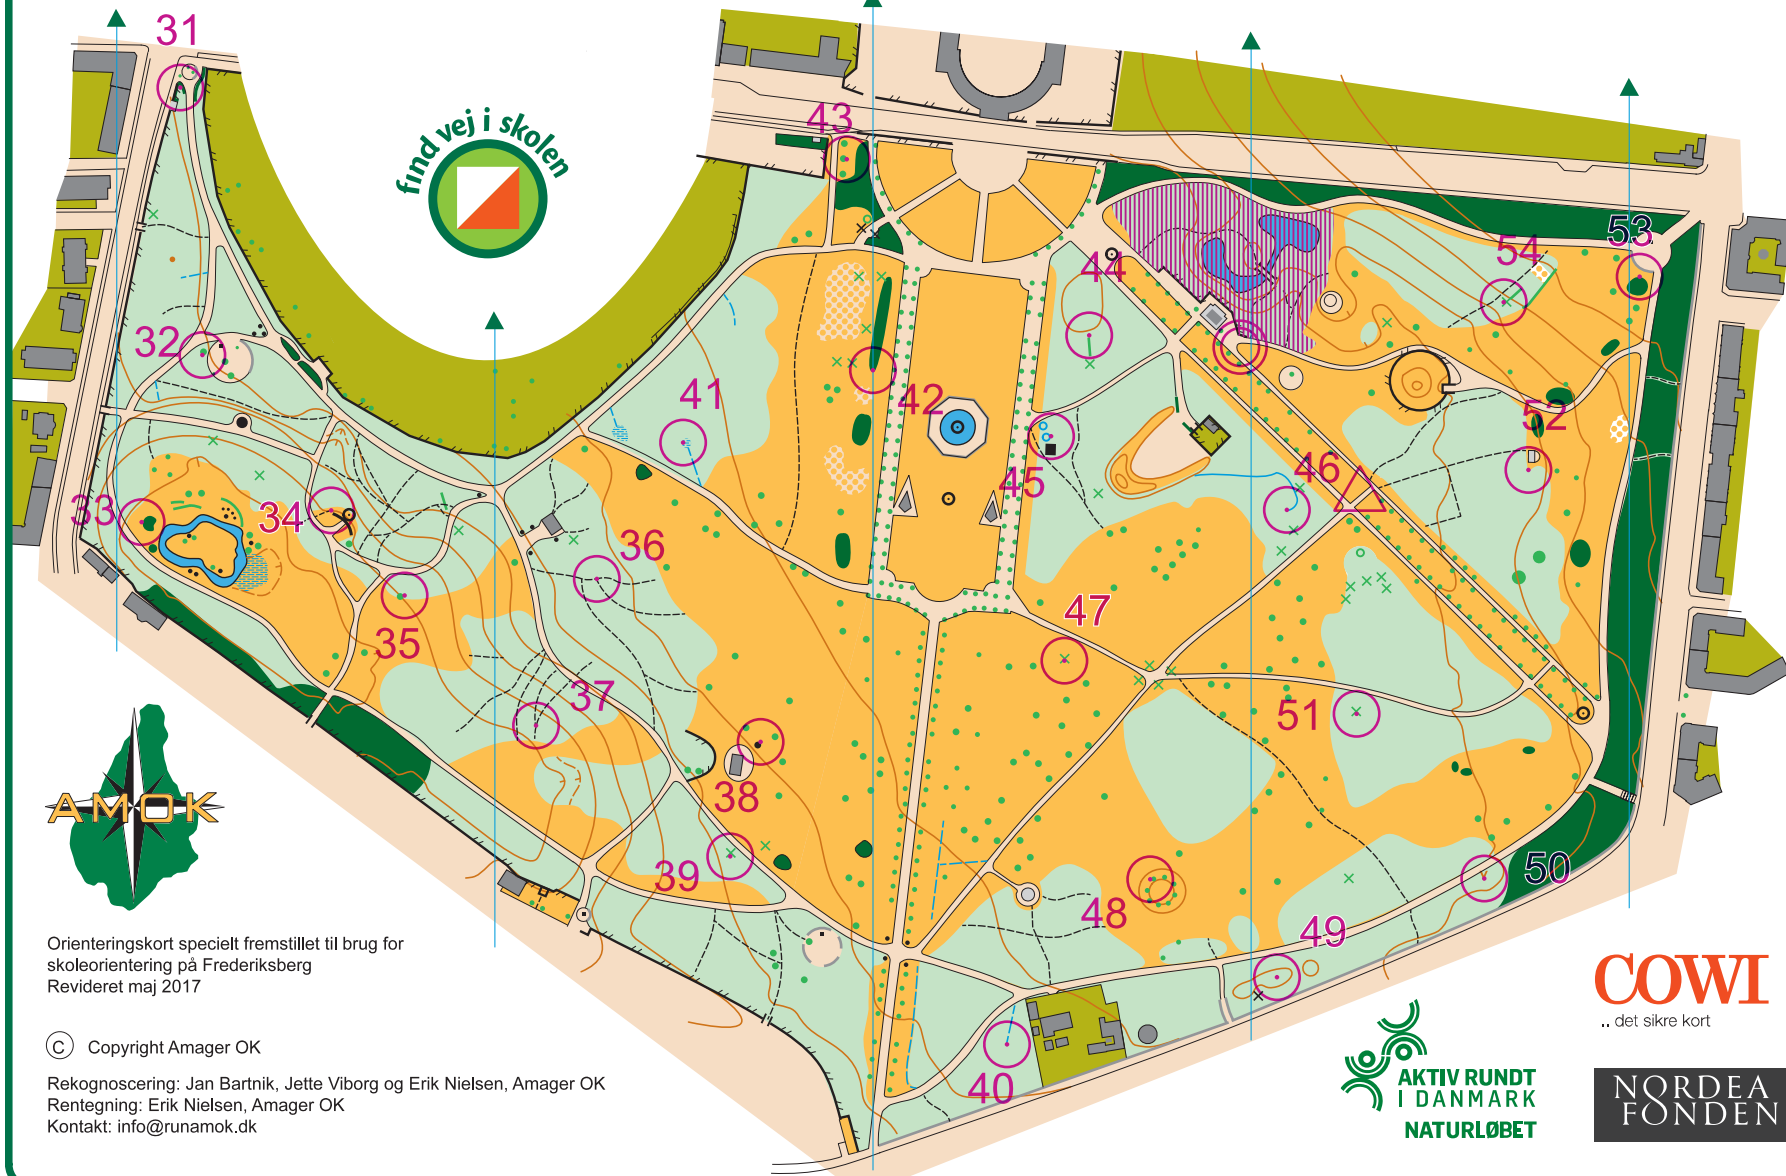 31
43
find vej i skolen
53
54
44
32
41
42
52
45
46
33
34
36
35
47
37
51
38
39
50
48
49
40
AMOK
Orienteringskort specielt fremstillet til brug for
skoleorientering på Frederiksberg
Revideret maj 2017
© Copyright Amager OK
Rekognoscering: Jan Bartnik, Jette Viborg og Erik Nielsen, Amager OK
Rentegning: Erik Nielsen, Amager OK
Kontakt: info@runamok.dk
COWI
.. det sikre kort
AKTIV RUNDT
I DANMARK
NATURLØBET
NORDEA
FONDEN